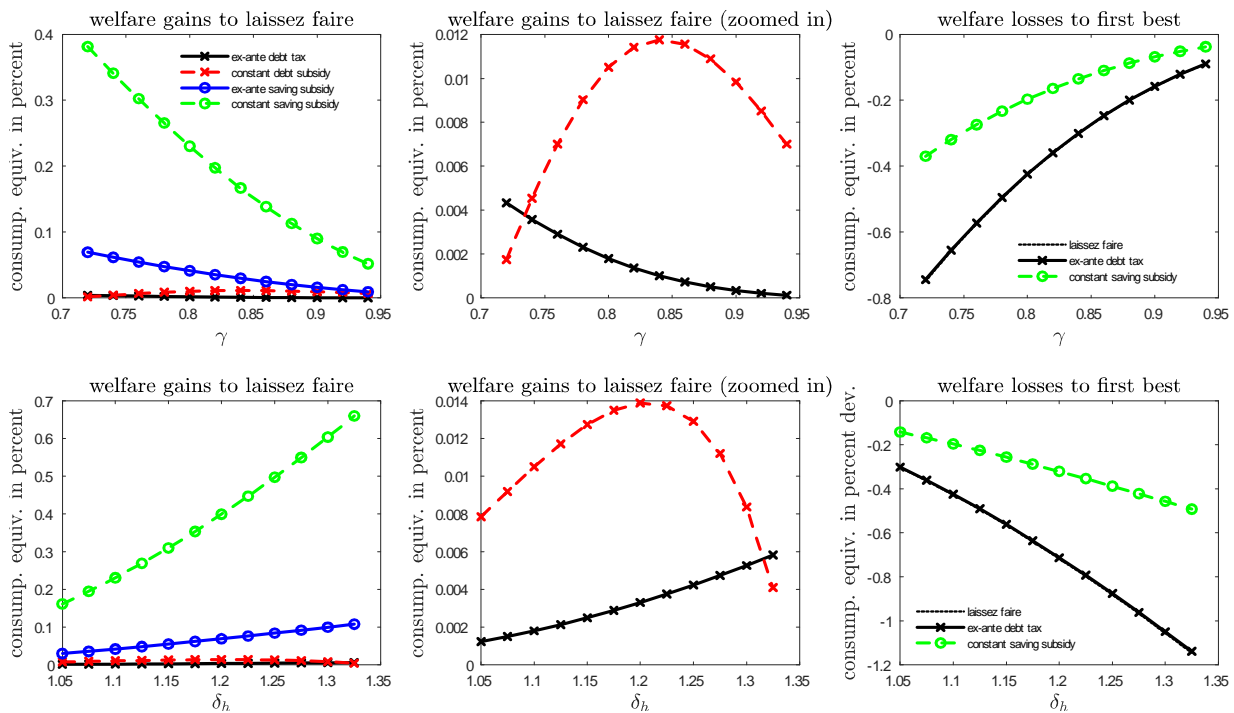 welfare gains to laissez faire
consump. equiv. in percent
0.4
0.3
0.2
0.1
0
ex-ante debt tax
constant debt subsidy
ex-ante saving subsidy
constant saving subsidy
0.7 0.75 0.8 0.85 0.9 0.95
γ
welfare gains to laissez faire (zoomed in)
consump. equiv. in percent
0.012
0.01
0.008
0.006
0.004
0.002
0
0.7 0.75 0.8 0.85 0.9 0.95
γ
welfare losses to first best
consump. equiv. in percent
0
-0.2
-0.4
-0.6
-0.8
laissez faire
ex-ante debt tax
constant saving subsidy
0.7 0.75 0.8 0.85 0.9 0.95
γ
welfare gains to laissez faire
consump. equiv. in percent
0.7
0.6
0.5
0.4
0.3
0.2
0.1
0
1.05 1.1 1.15 1.2 1.25 1.3 1.35
δh
welfare gains to laissez faire (zoomed in)
consump. equiv. in percent
0.014
0.012
0.01
0.008
0.006
0.004
0.002
0
1.05 1.1 1.15 1.2 1.25 1.3 1.35
δh
welfare losses to first best
consump. equiv. in percent dev.
0
-0.2
-0.4
-0.6
-0.8
-1
-1.2
laissez faire
ex-ante debt tax
constant saving subsidy
1.05 1.1 1.15 1.2 1.25 1.3 1.35
δh